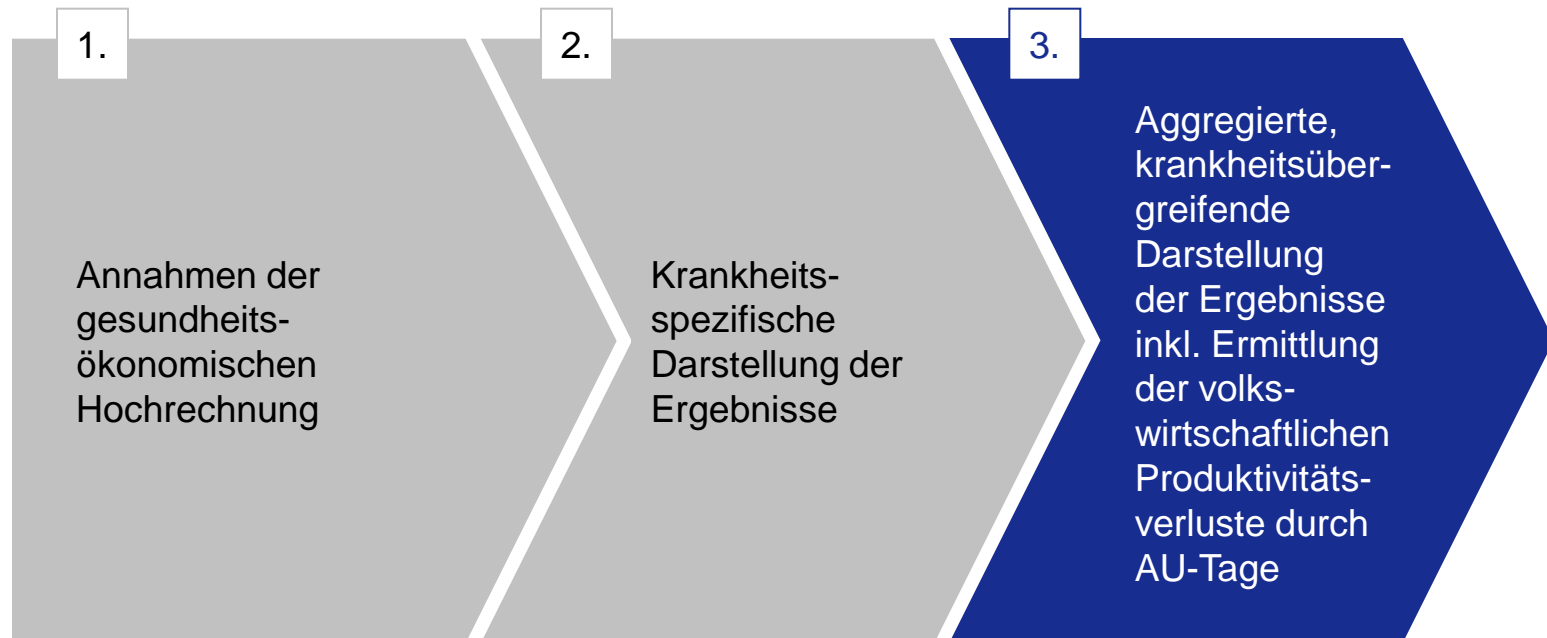 1.
Annahmen der
gesundheits-
ökonomischen
Hochrechnung
2.
Krankheits-
spezifische
Darstellung der
Ergebnisse
3.
Aggregierte,
krankheitsüber-
greifende
Darstellung
der Ergebnisse
inkl. Ermittlung
der volks-
wirtschaftlichen
Produktivitäts-
verluste durch
AU-Tage